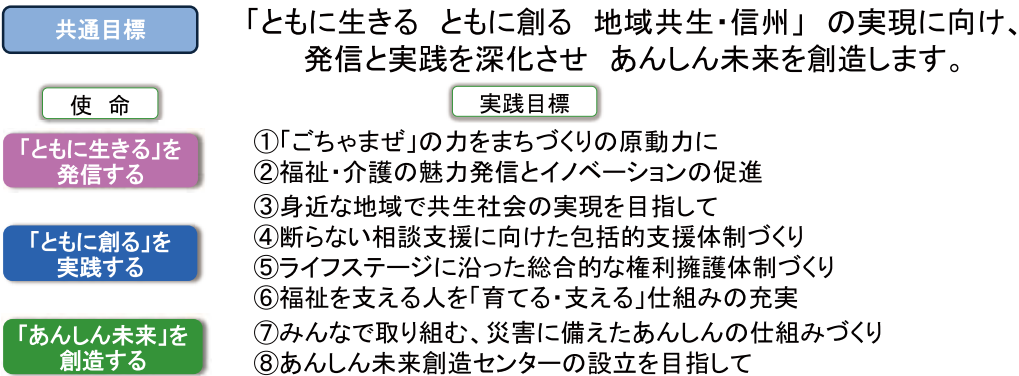 共通目標
「ともに生きる　ともに創る　地域共生・信州」　の実現に向け、
発信と実践を深化させ　あんしん未来を創造します。
使　命
実践目標
「ともに生きる」を
発信する
①「ごちゃまぜ」の力をまちづくりの原動力に
②福祉・介護の魅力発信とイノベーションの促進
③身近な地域で共生社会の実現を目指して
「ともに創る」を
実践する
④断らない相談支援に向けた包括的支援体制づくり
⑤ライフステージに沿った総合的な権利擁護体制づくり
⑥福祉を支える人を「育てる・支える」仕組みの充実
「あんしん未来」を
創造する
⑦みんなで取り組む、災害に備えたあんしんの仕組みづくり
⑧あんしん未来創造センターの設立を目指して